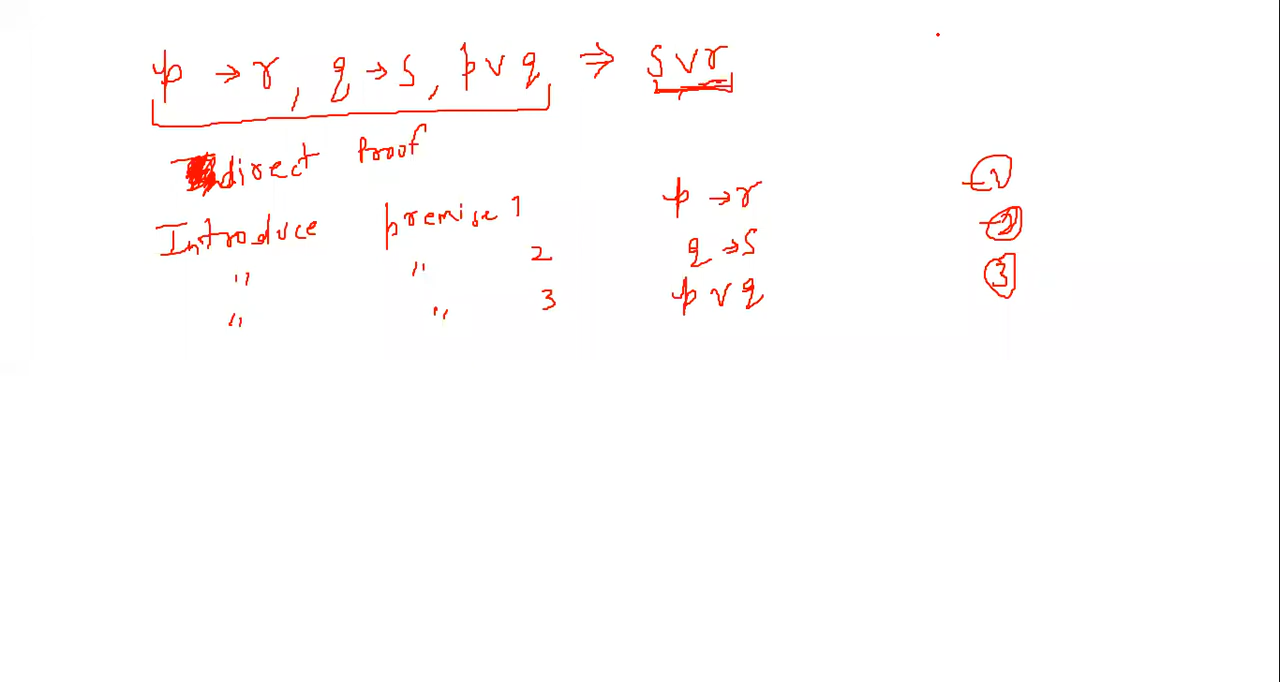 p → r, q → s, p ∨ q ⇒ s ∨ r
direct Proof
Introduce premise 1 p → r - 1
" " 2 q → s - 2
" " 3 p ∨ q 3